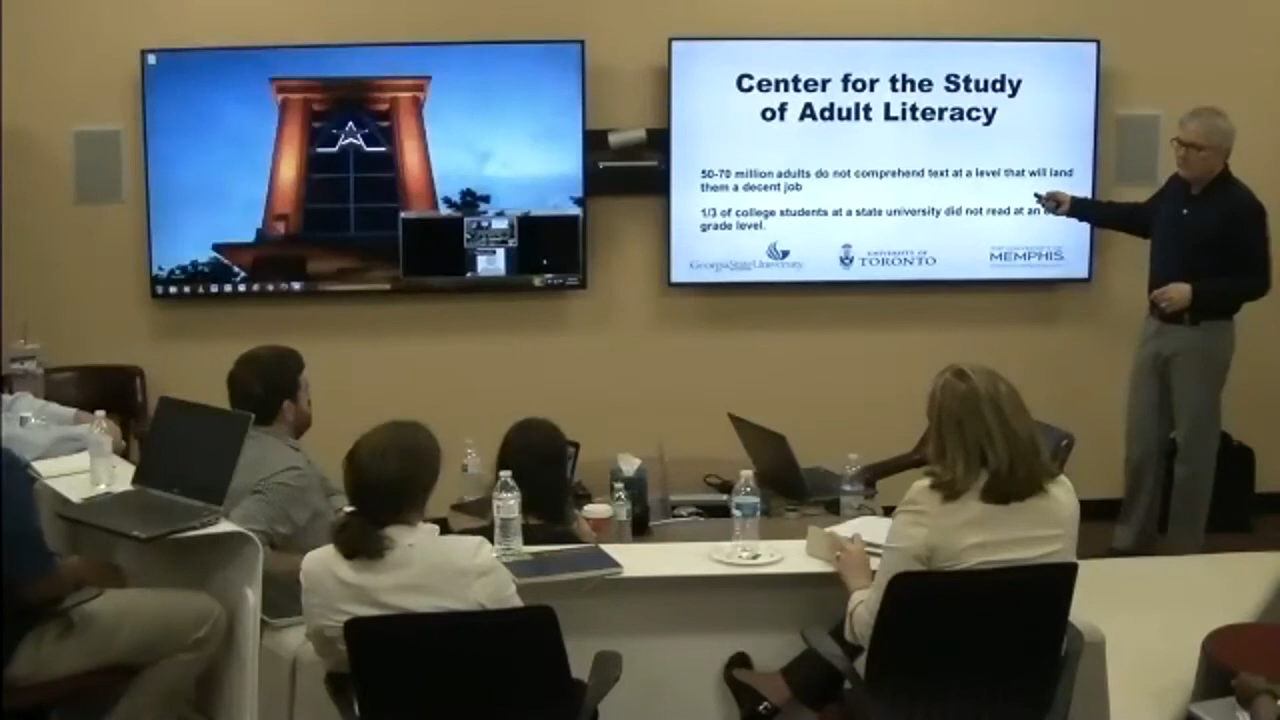 Center for the Study
of Adult Literacy
50-70 million adults do not comprehend text at a level that will land
them a decent job
1/3 of college students at a state university did not read at an
grade level.
GeorgiaStateUniversity
UNIVERSITY OF
TORONTO
MEMPHIS